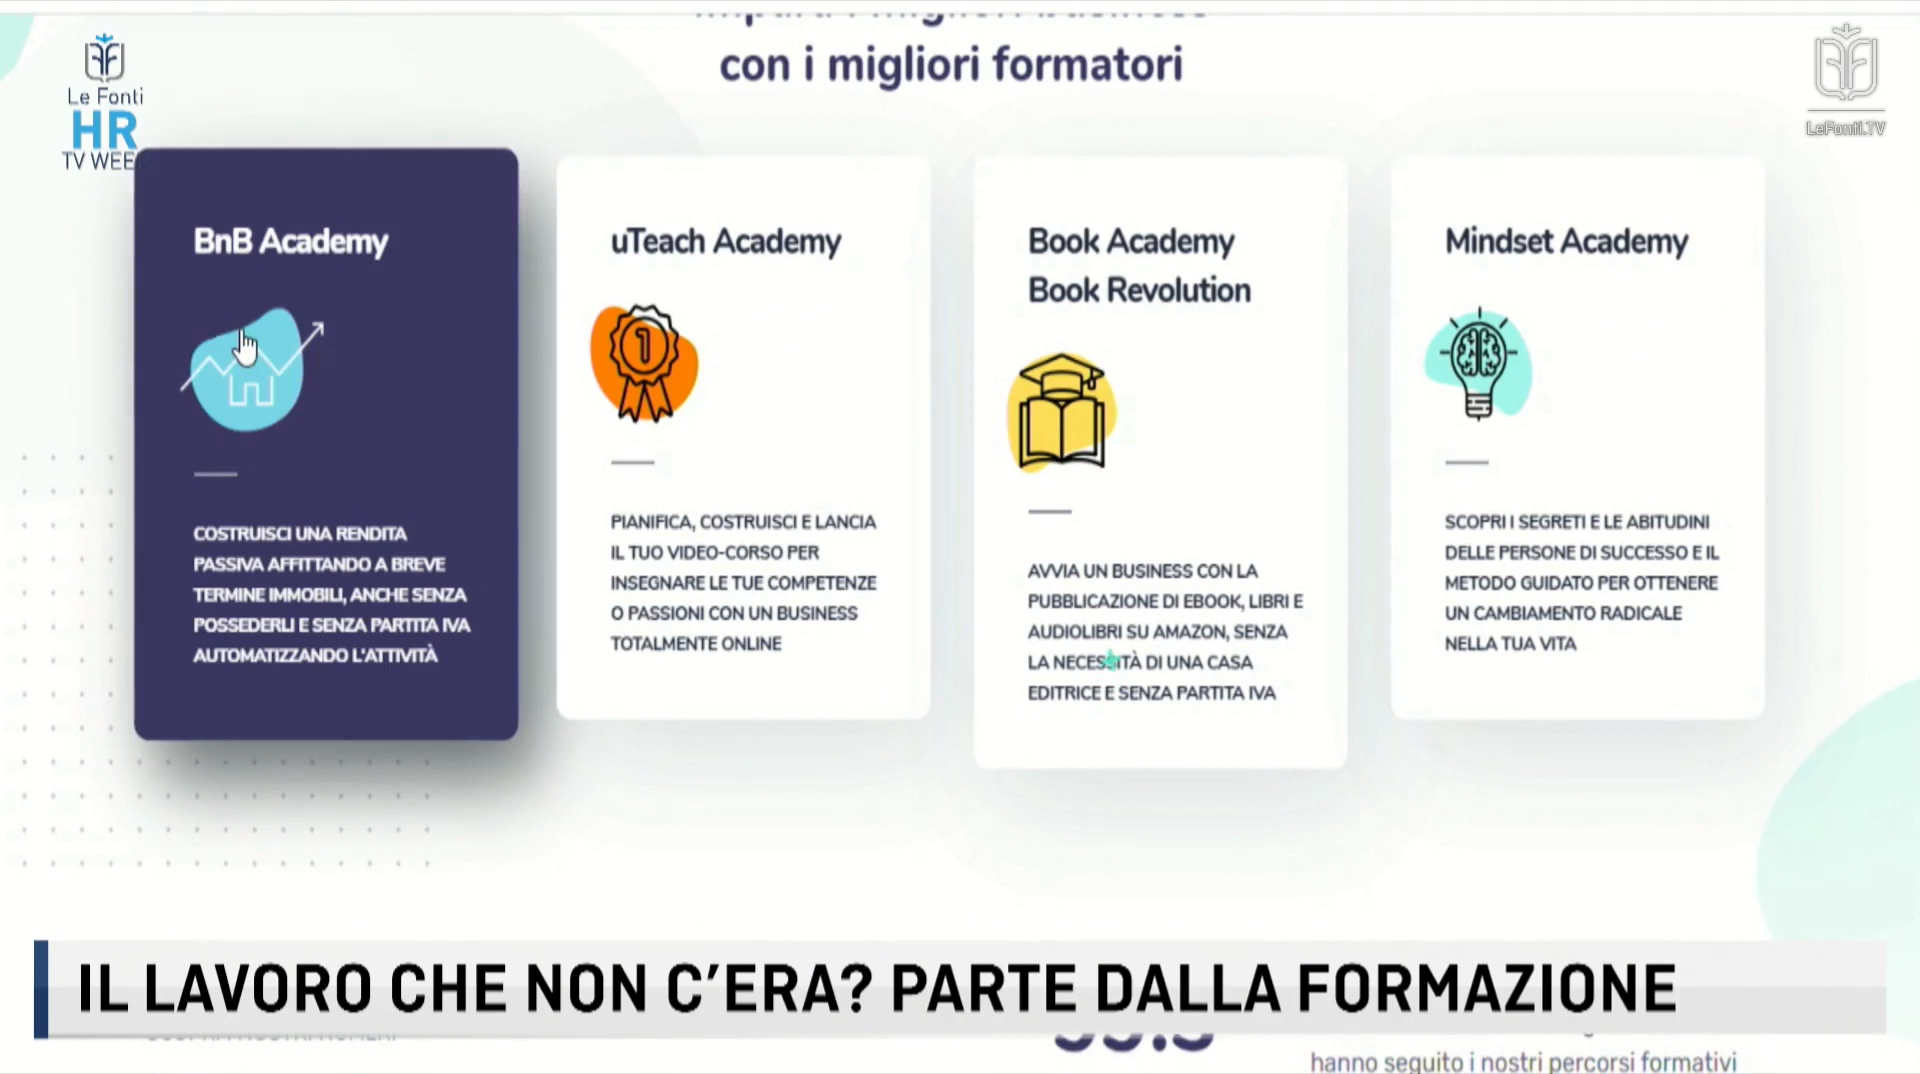 con i migliori formatori
Le Fonti
HR
TV WEE
LeFonti.TV
BnB Academy
COSTRUISCI UNA RENDITA
PASSIVA AFFITTANDO A BREVE
TERMINE IMMOBILI, ANCHE SENZA
POSSEDERLI E SENZA PARTITA IVA
AUTOMATIZZANDO L'ATTIVITÀ
uTeach Academy
1
PIANIFICA, COSTRUISCI E LANCIA
IL TUO VIDEO-CORSO PER
INSEGNARE LE TUE COMPETENZE
O PASSIONI CON UN BUSINESS
TOTALMENTE ONLINE
Book Academy
Book Revolution
AVVIA UN BUSINESS CON LA
PUBBLICAZIONE DI EBOOK, LIBRI E
AUDIOLIBRI SU AMAZON, SENZA
LA NECESSITÀ DI UNA CASA
EDITRICE E SENZA PARTITA IVA
Mindset Academy
SCOPRI I SEGRETI E LE ABITUDINI
DELLE PERSONE DI SUCCESSO E IL
METODO GUIDATO PER OTTENERE
UN CAMBIAMENTO RADICALE
NELLA TUA VITA
IL LAVORO CHE NON C'ERA? PARTE DALLA FORMAZIONE
hanno seguito i nostri percorsi formativi